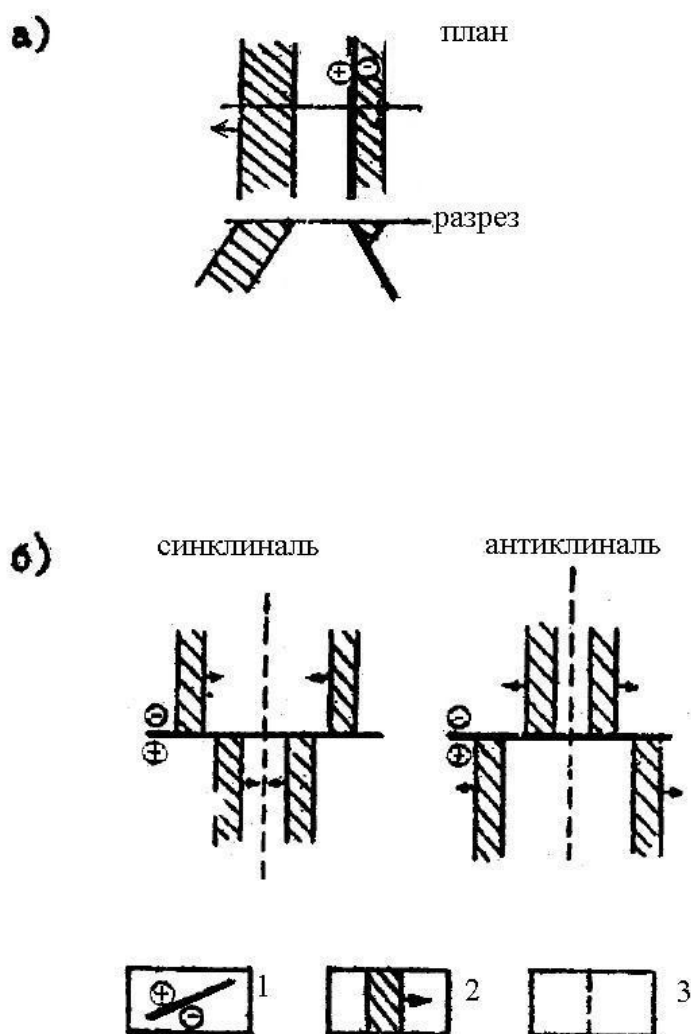 а)
план
+ -
разрез
б)
синклиналь
антиклиналь
-
+
-
+
+ -
1
2
3